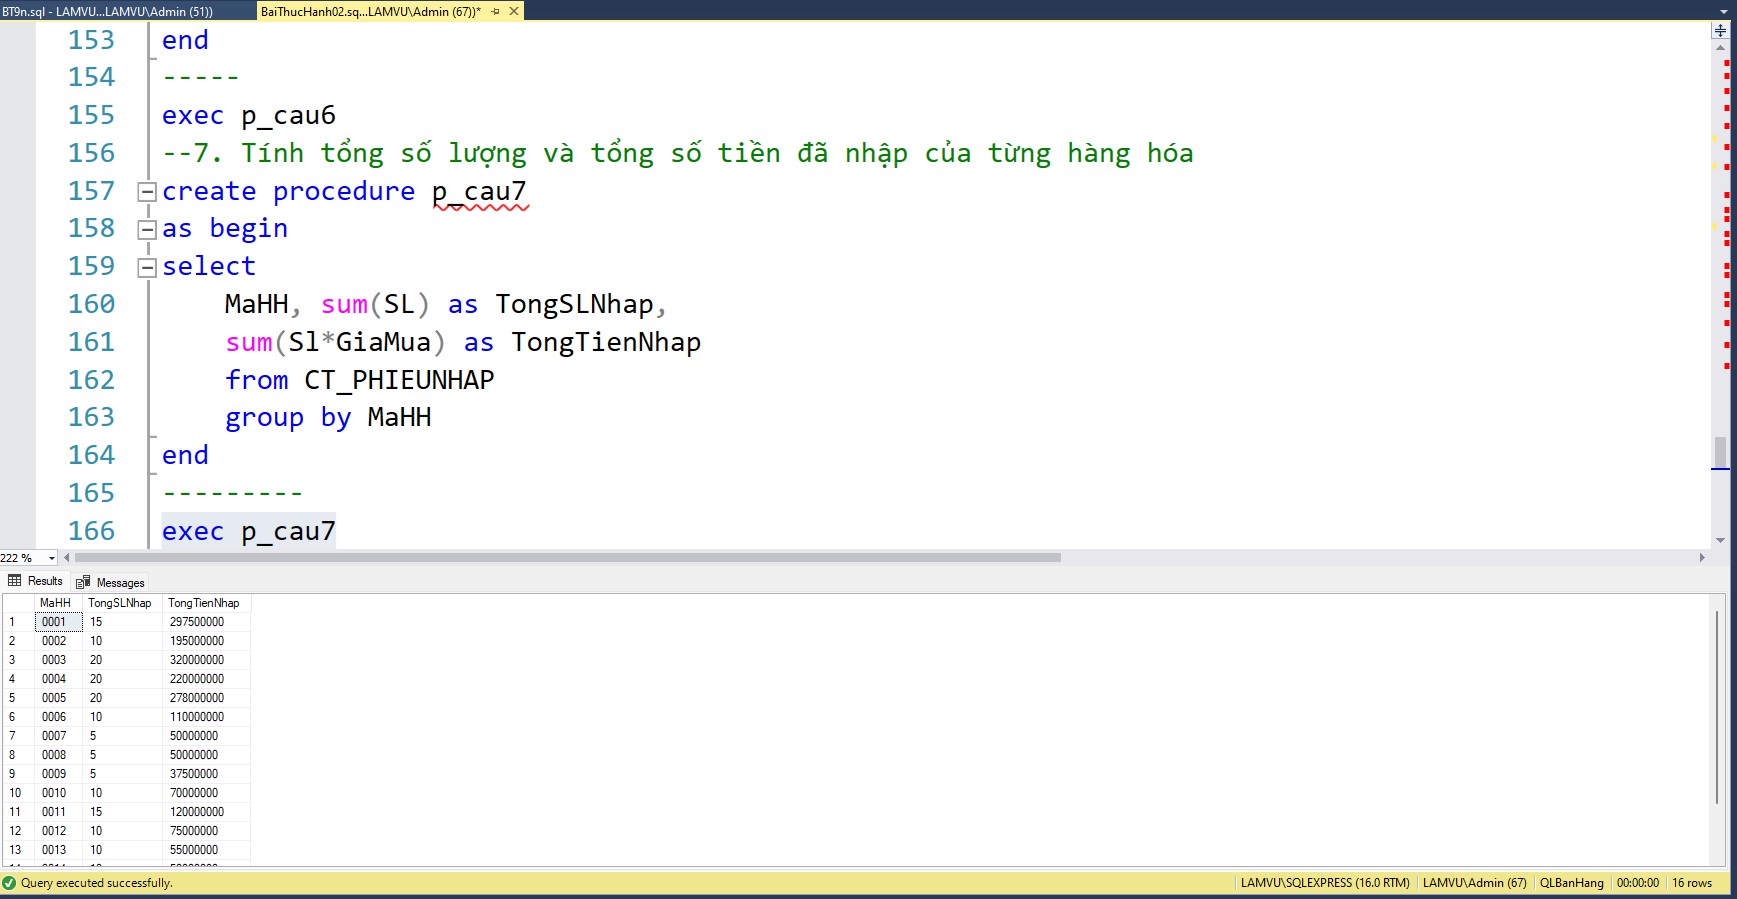 BT9n.sql - LAMVU...LAMVU\Admin (51))
BaiThucHanh02.sq...LAMVU\Admin (67))*
153 end
154 -----
155 exec p_cau6
156 --7. Tính tổng số lượng và tổng số tiền đã nhập của từng hàng hóa
157 create procedure p_cau7
158 as begin
159 select
160 MaHH, sum(SL) as TongSLNhap,
161 sum(Sl*GiaMua) as TongTienNhap
162 from CT_PHIEUNHAP
163 group by MaHH
164 end
165 ---------
166 exec p_cau7
222 %
Results Messages
MaHH TongSLNhap TongTienNhap
1 0001 15 297500000
2 0002 10 195000000
3 0003 20 320000000
4 0004 20 220000000
5 0005 20 278000000
6 0006 10 110000000
7 0007 5 50000000
8 0008 5 50000000
9 0009 5 37500000
10 0010 10 70000000
11 0011 15 120000000
12 0012 10 75000000
13 0013 10 55000000
Query executed successfully.
LAMVU\SQLEXPRESS (16.0 RTM) LAMVU\Admin (67) QLBanHang 00:00:00 16 rows